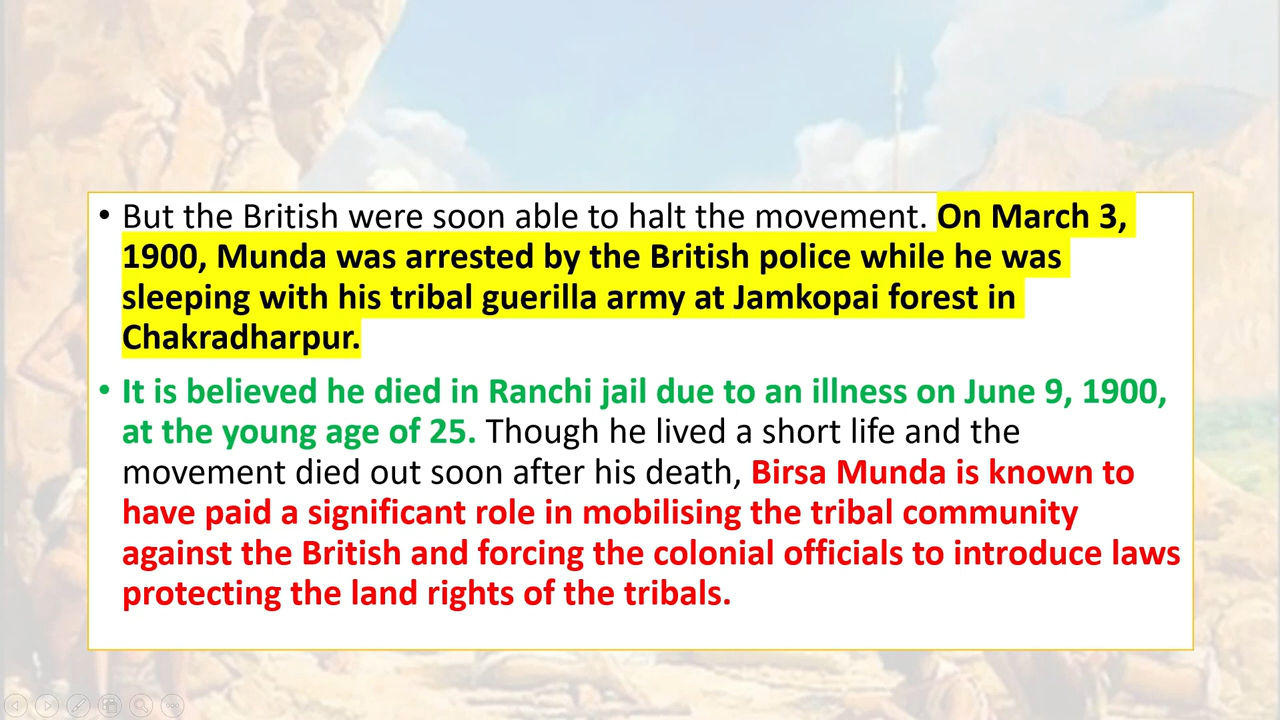 • But the British were soon able to halt the movement. On March 3,
1900, Munda was arrested by the British police while he was
sleeping with his tribal guerilla army at Jamkopai forest in
Chakradharpur.
• It is believed he died in Ranchi jail due to an illness on June 9, 1900,
at the young age of 25. Though he lived a short life and the
movement died out soon after his death, Birsa Munda is known to
have paid a significant role in mobilising the tribal community
against the British and forcing the colonial officials to introduce laws
protecting the land rights of the tribals.